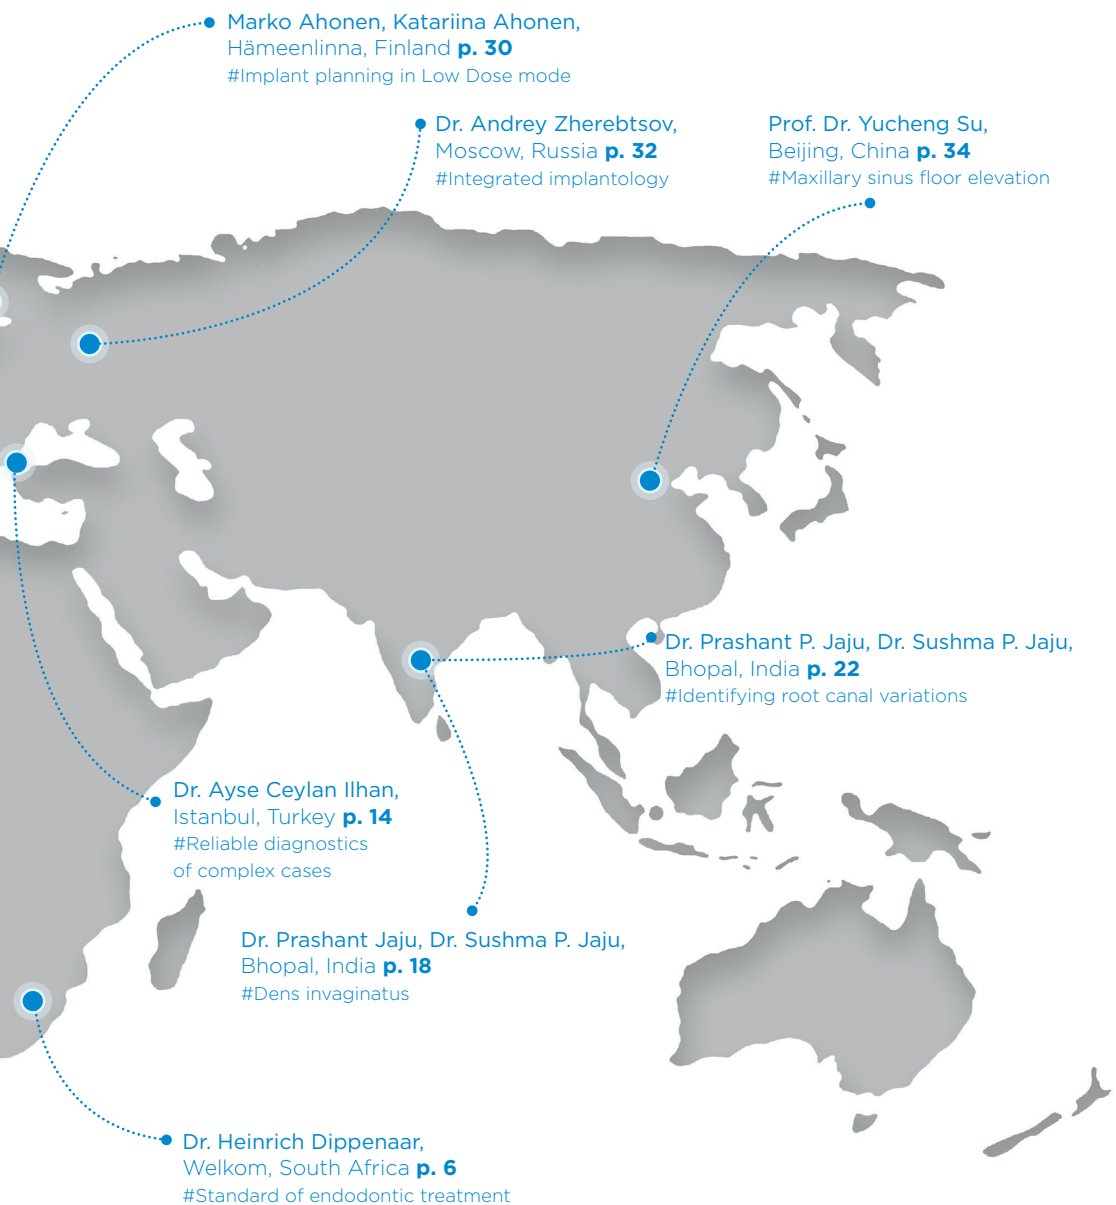 Marko Ahonen, Katariina Ahonen,
Hämeenlinna, Finland p. 30
#Implant planning in Low Dose mode
Dr. Andrey Zherebtsov,
Moscow, Russia p. 32
#Integrated implantology
Prof. Dr. Yucheng Su,
Beijing, China p. 34
#Maxillary sinus floor elevation
Dr. Prashant P. Jaju, Dr. Sushma P. Jaju,
Bhopal, India p. 22
#Identifying root canal variations
Dr. Ayse Ceylan Ilhan,
Istanbul, Turkey p. 14
#Reliable diagnostics
of complex cases
Dr. Prashant Jaju, Dr. Sushma P. Jaju,
Bhopal, India p. 18
#Dens invaginatus
Dr. Heinrich Dippenaar,
Welkom, South Africa p. 6
#Standard of endodontic treatment